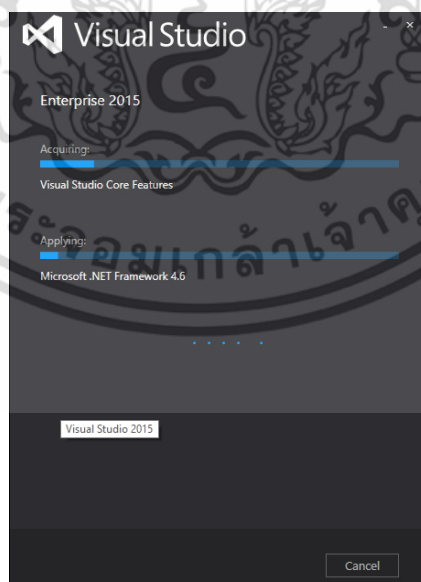 Visual Studio
Enterprise 2015
Acquiring:
Visual Studio Core Features
Applying:
Microsoft .NET Framework 4.6
Visual Studio 2015
Cancel